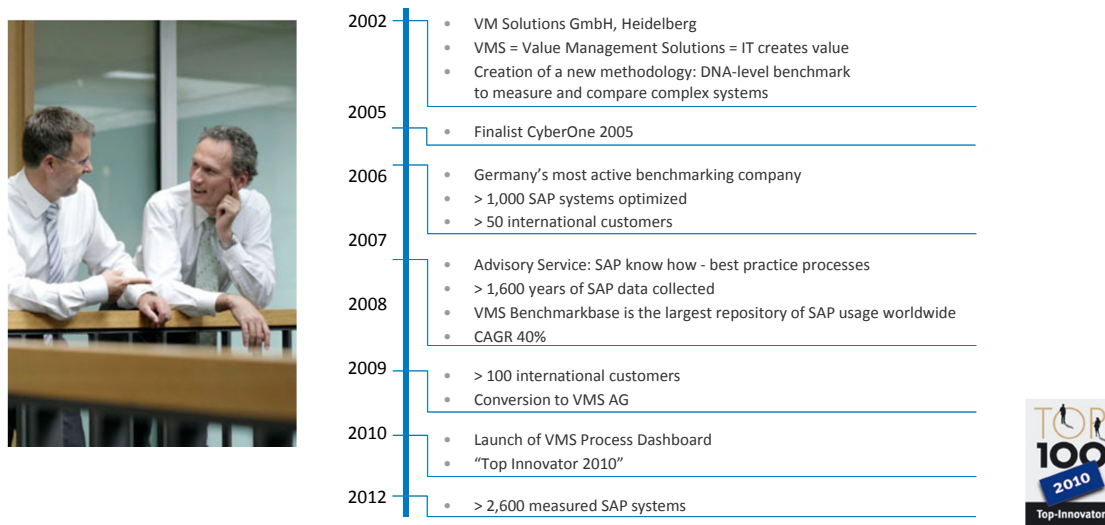 2002
VM Solutions GmbH, Heidelberg
VMS = Value Management Solutions = IT creates value
Creation of a new methodology: DNA-level benchmark
to measure and compare complex systems
2005
Finalist CyberOne 2005
2006
Germany’s most active benchmarking company
> 1,000 SAP systems optimized
> 50 international customers
2007
Advisory Service: SAP know how - best practice processes
> 1,600 years of SAP data collected
2008
VMS Benchmarkbase is the largest repository of SAP usage worldwide
CAGR 40%
2009
> 100 international customers
Conversion to VMS AG
2010
Launch of VMS Process Dashboard
“Top Innovator 2010”
2012
> 2,600 measured SAP systems
TOP
100
2010
Top-Innovator